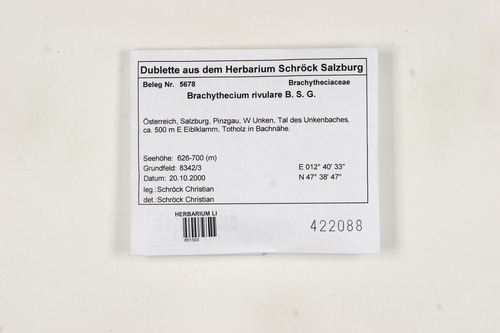 Dublette aus dem Herbarium Schröck Salzburg
Beleg Nr. 5678 Brachytheciaceae
Brachythecium rivulare B. S. G.
Österreich, Salzburg, Pinzgau, W Unken, Tal des Unkenbaches,
ca. 500 m E Eiblklamm, Totholz in Bachnähe.
Seehöhe: 626-700 (m) E 012° 40' 33"
Grundfeld: 8342/3 N 47° 38' 47"
Datum: 20.10.2000
leg.:Schröck Christian
det.:Schröck Christian
HERBARIUM LI
851503
422088